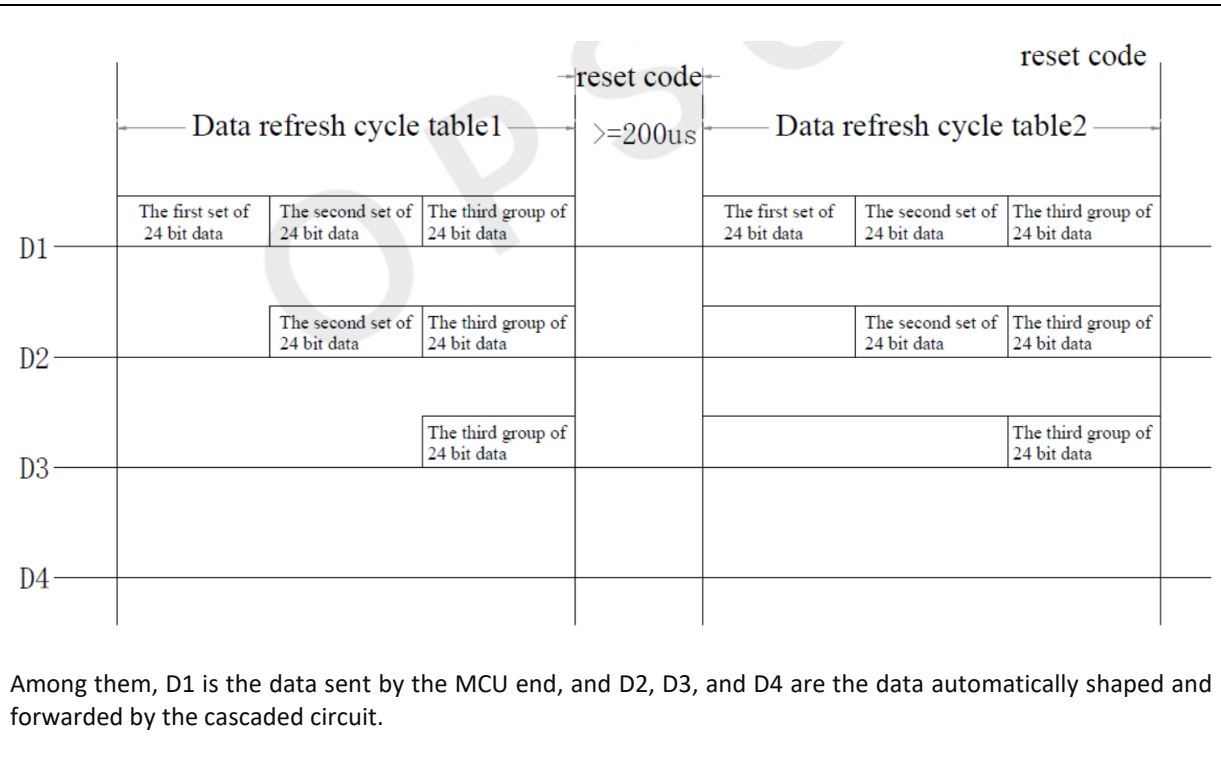 reset code
reset code
Data refresh cycle table1
>=200us
Data refresh cycle table2
D1
The first set of
24 bit data
The second set of
24 bit data
The third group of
24 bit data
The first set of
24 bit data
The second set of
24 bit data
The third group of
24 bit data
D2
The second set of
24 bit data
The third group of
24 bit data
The second set of
24 bit data
The third group of
24 bit data
D3
The third group of
24 bit data
The third group of
24 bit data
D4
Among them, D1 is the data sent by the MCU end, and D2, D3, and D4 are the data automatically shaped and
forwarded by the cascaded circuit.